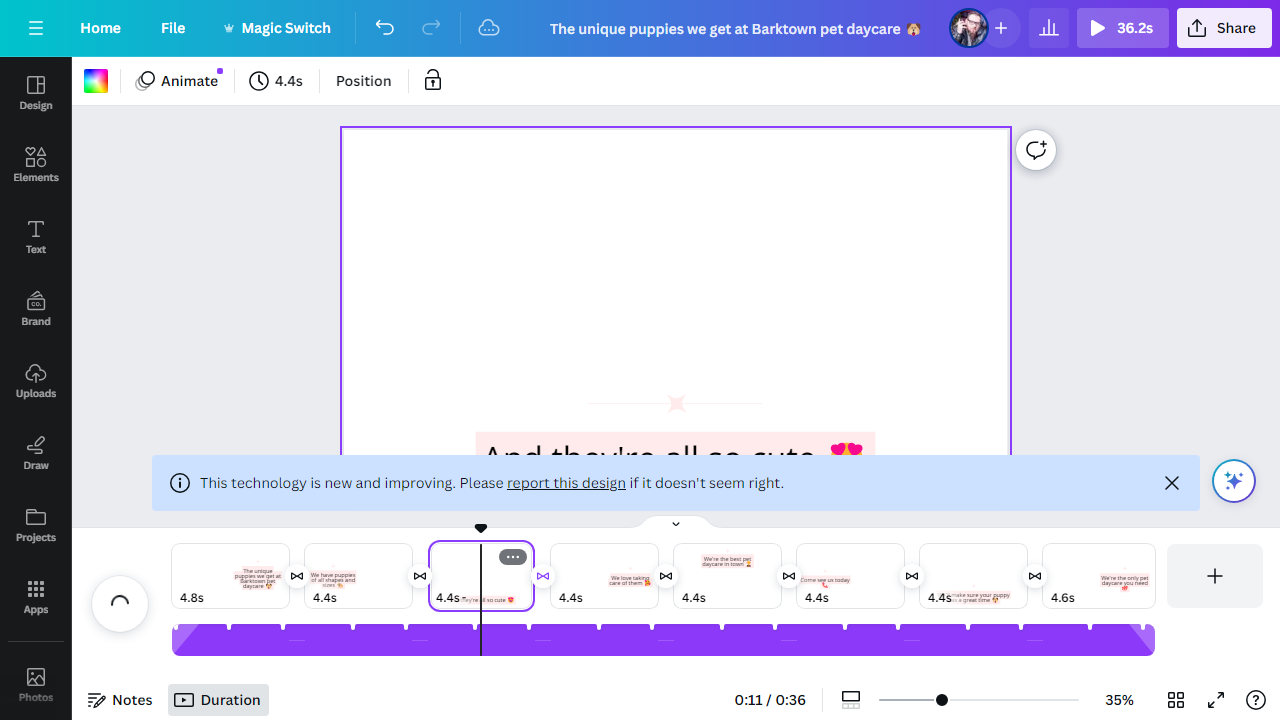 Home
File
Magic Switch
The unique puppies we get at Barktown pet daycare 🙈
36.2s
Share
Design
Elements
Text
CO.
Brand
Uploads
Draw
Projects
Apps
Photos
Animate
4.4s
Position
And they're all so cute 😍
This technology is new and improving. Please report this design if it doesn't seem right.
The unique
puppies we get at
Barktown pet
daycare
4.8s
We have puppies
of all shapes and
sizes
4.4s
they're all so cute 😍
4.4s
We love taking
care of them
4.4s
We're the best pet
daycare in town
4.4s
Come see us today
4.4s
make sure your puppy
has a great time
4.4s
We're the only pet
daycare you need
4.6s
Notes
Duration
0:11 / 0:36
35%